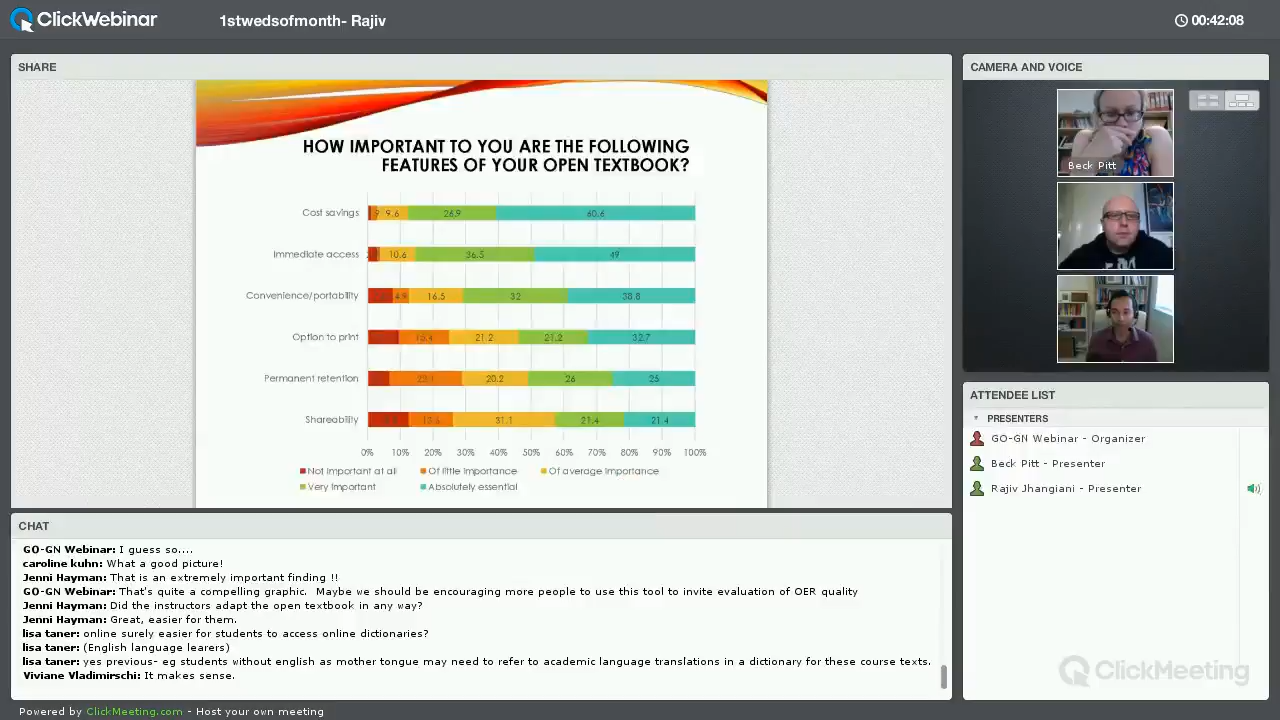 ClickWebinar
1stwedsofmonth- Rajiv
00:42:08
SHARE
HOW IMPORTANT TO YOU ARE THE FOLLOWING
FEATURES OF YOUR OPEN TEXTBOOK?
Cost savings 9.6 26.9 60.6
Immediate access 10.6 36.5 49
Convenience/portability 4.9 16.5 32 38.8
Option to print 15.4 21.2 21.2 32.7
Permanent retention 23.1 20.2 26 25
Shareability 13.6 31.1 21.4 21.4
0% 10% 20% 30% 40% 50% 60% 70% 80% 90% 100%
Not important at all Of little importance Of average importance
Very important Absolutely essential
CAMERA AND VOICE
Beck Pitt
ATTENDEE LIST
PRESENTERS
GO-GN Webinar - Organizer
Beck Pitt - Presenter
Rajiv Jhangiani - Presenter
CHAT
GO-GN Webinar: I guess so....
caroline kuhn: What a good picture!
Jenni Hayman: That is an extremely important finding !!
GO-GN Webinar: That's quite a compelling graphic. Maybe we should be encouraging more people to use this tool to invite evaluation of OER quality
Jenni Hayman: Did the instructors adapt the open textbook in any way?
Jenni Hayman: Great, easier for them.
lisa taner: online surely easier for students to access online dictionaries?
lisa taner: (English language learers)
lisa taner: yes previous- eg students without english as mother tongue may need to refer to academic language translations in a dictionary for these course texts.
Viviane Vladimirschi: It makes sense.
ClickMeeting
Powered by ClickMeeting.com - Host your own meeting